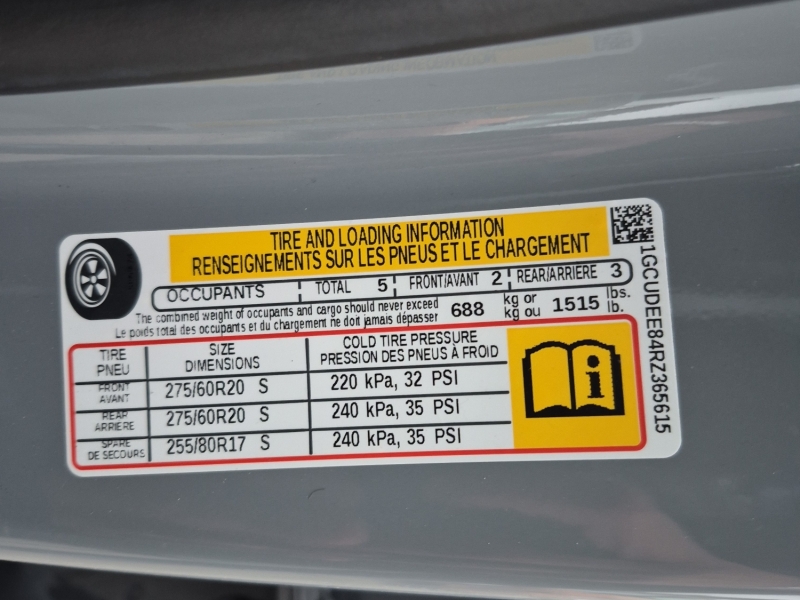 TIRE AND LOADING INFORMATION
RENSEIGNEMENTS SUR LES PNEUS ET LE CHARGEMENT
OCCUPANTS TOTAL 5 FRONT/AVANT 2 REAR/ARRIERE 3
The combined weight of occupants and cargo should never exceed 688 kg or 1515 lbs.
Le poids total des occupants et du chargement ne doit jamais dépasser kg ou lb.
TIRE PNEU SIZE DIMENSIONS COLD TIRE PRESSURE PRESSION DES PNEUS À FROID
FRONT AVANT 275/60R20 S 220 kPa, 32 PSI
REAR ARRIERE 275/60R20 S 240 kPa, 35 PSI
SPARE DE SECOURS 255/80R17 S 240 kPa, 35 PSI
i
1GCUDEE84RZ365615